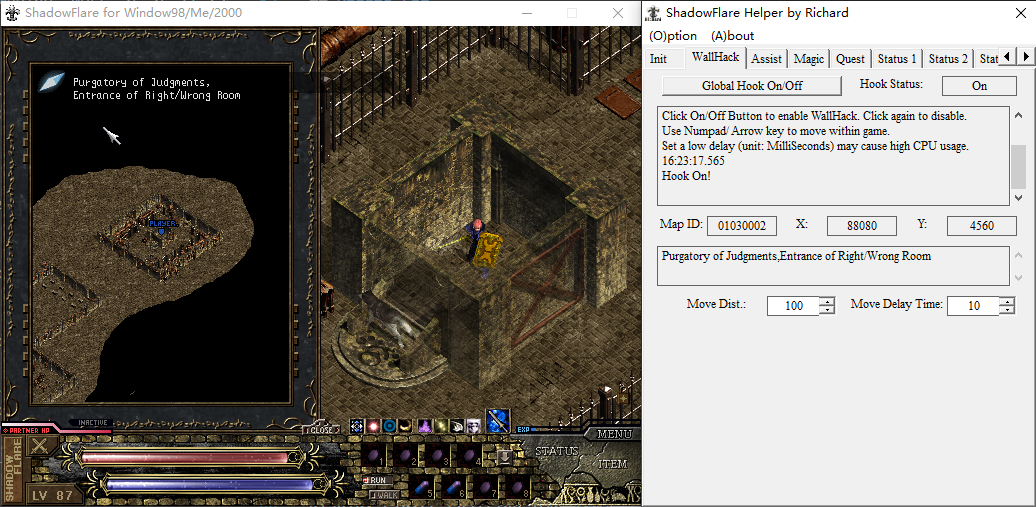 ShadowFlare for Window98/Me/2000
Purgatory of Judgments,
Entrance of Right/Wrong Room
PLAYER
INACTIVE
PARTNER HP
CLOSE
EXP
MENU
SHADOW FLARE
LV 87
1 2 3 4
RUN
WALK
5 6 7 8
STATUS
ITEM
ShadowFlare Helper by Richard
(O)ption (A)bout
Init WallHack Assist Magic Quest Status 1 Status 2 Stat
Global Hook On/Off Hook Status: On
Click On/Off Button to enable WallHack. Click again to disable.
Use Numpad/ Arrow key to move within game.
Set a low delay (unit: MilliSeconds) may cause high CPU usage.
16:23:17.565
Hook On!
Map ID: 01030002 X: 88080 Y: 4560
Purgatory of Judgments,Entrance of Right/Wrong Room
Move Dist.: 100 Move Delay Time: 10